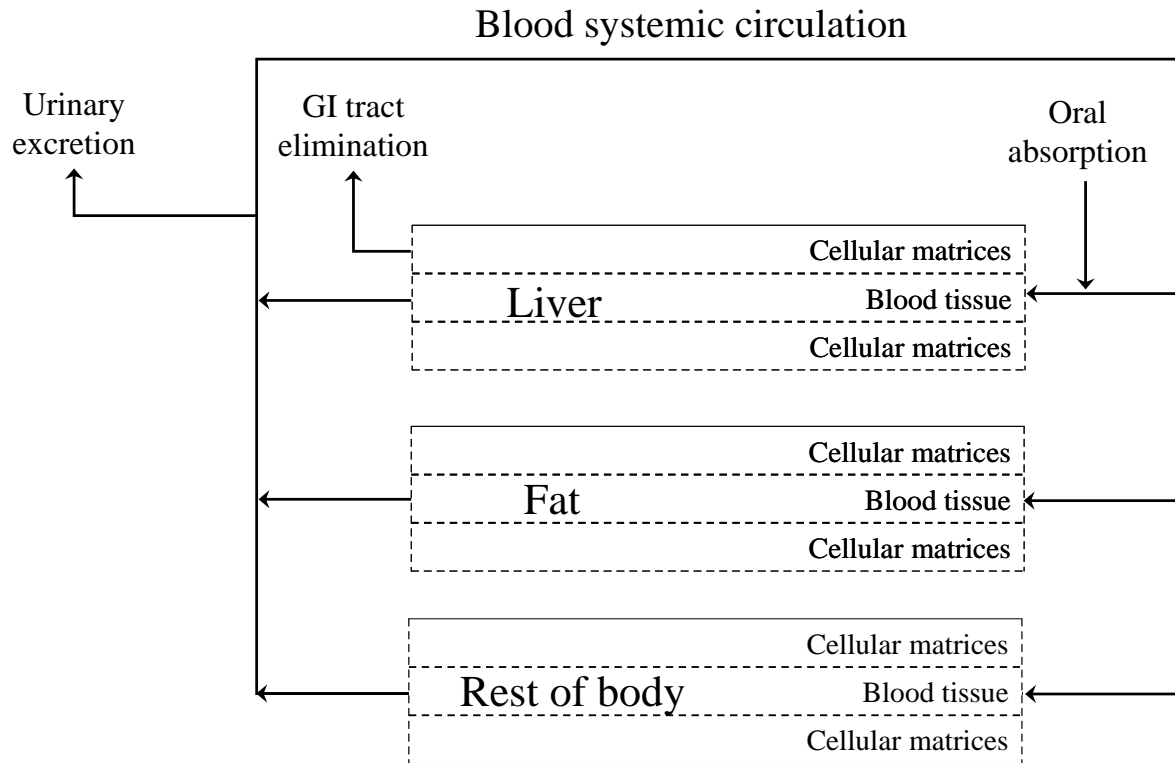 Blood systemic circulation
Urinary
excretion
GI tract
elimination
Oral
absorption
Cellular matrices
Liver
Blood tissue
Cellular matrices
Cellular matrices
Fat
Blood tissue
Cellular matrices
Cellular matrices
Rest of body
Blood tissue
Cellular matrices